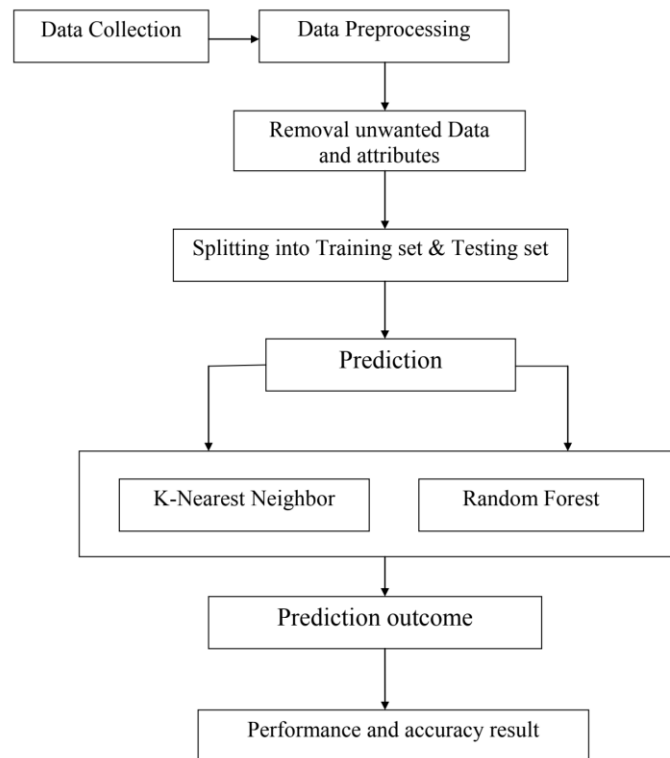 Data Collection
Data Preprocessing
Removal unwanted Data
and attributes
Splitting into Training set & Testing set
Prediction
K-Nearest Neighbor
Random Forest
Prediction outcome
Performance and accuracy result